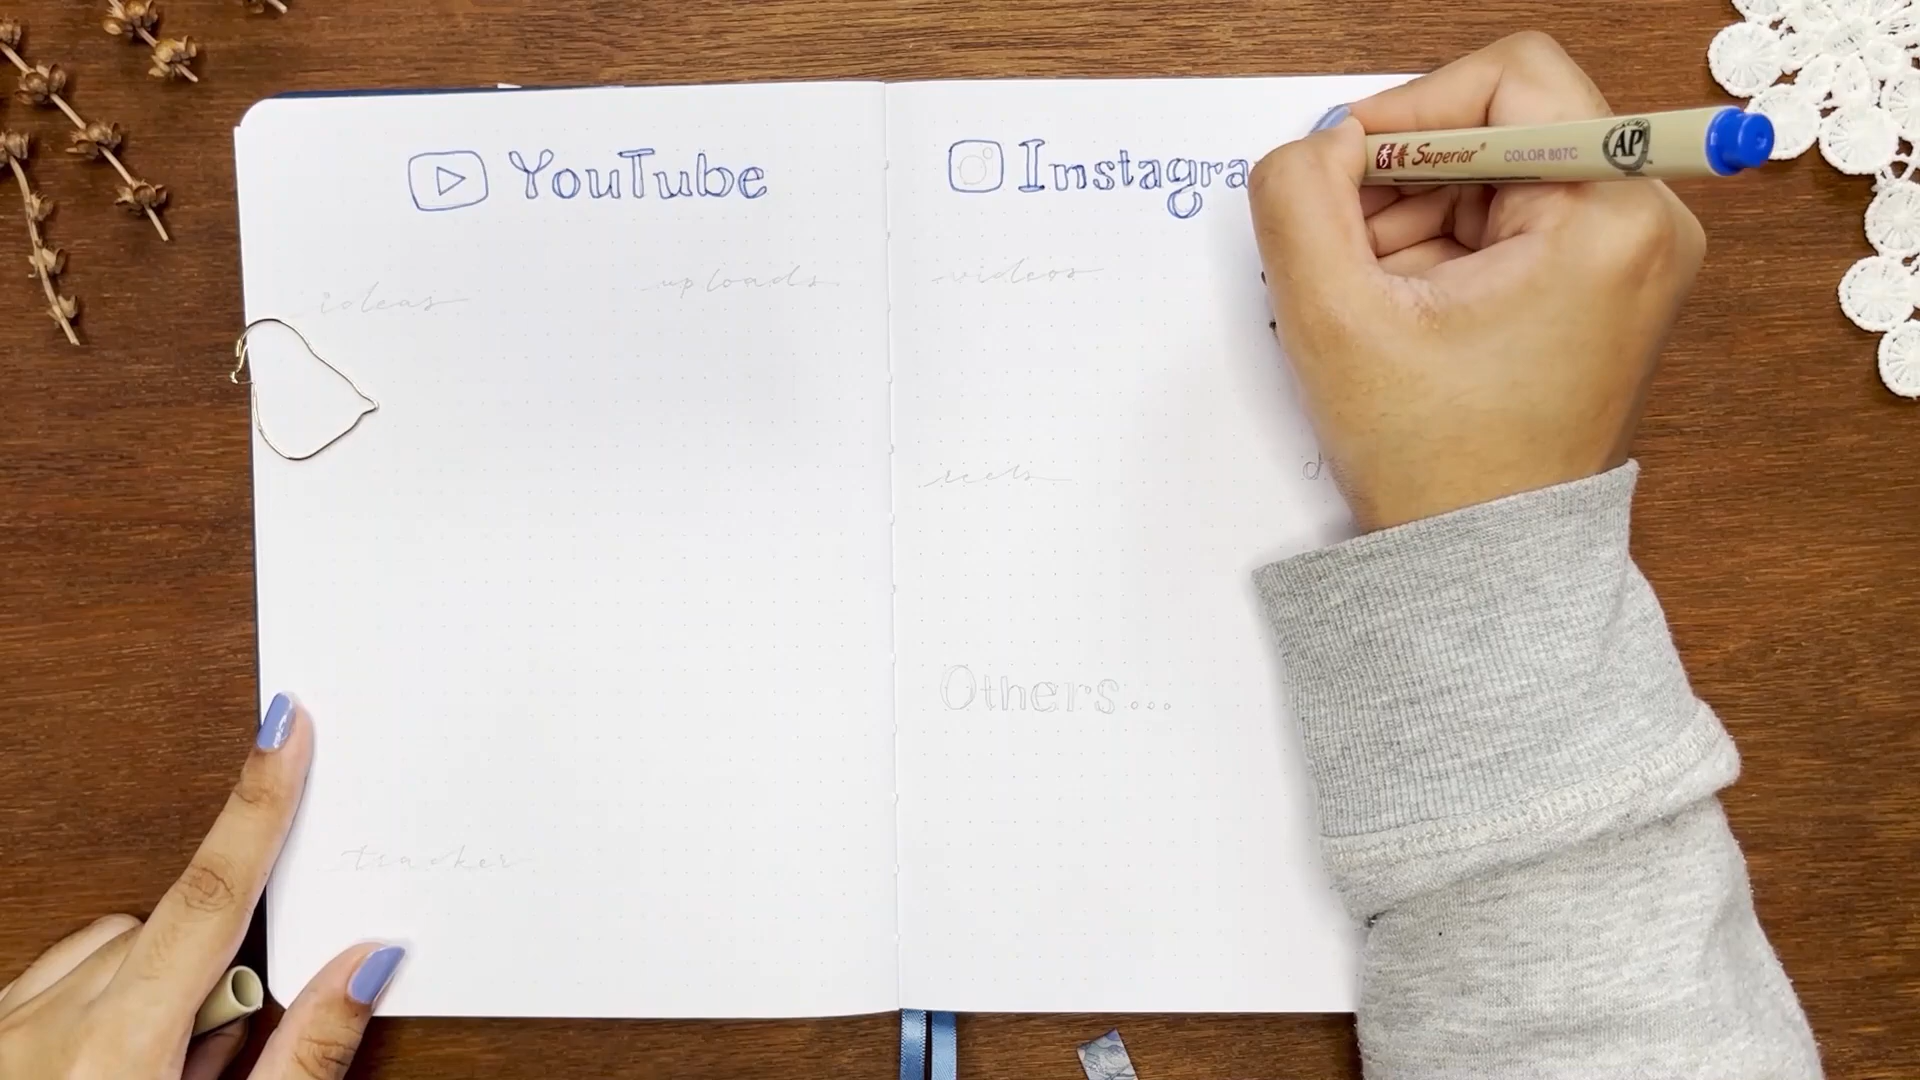 YouTube
ideas
uploads
tracker
Instagra
videos
reels
d
Others...
Superior® COLOR 807C AP